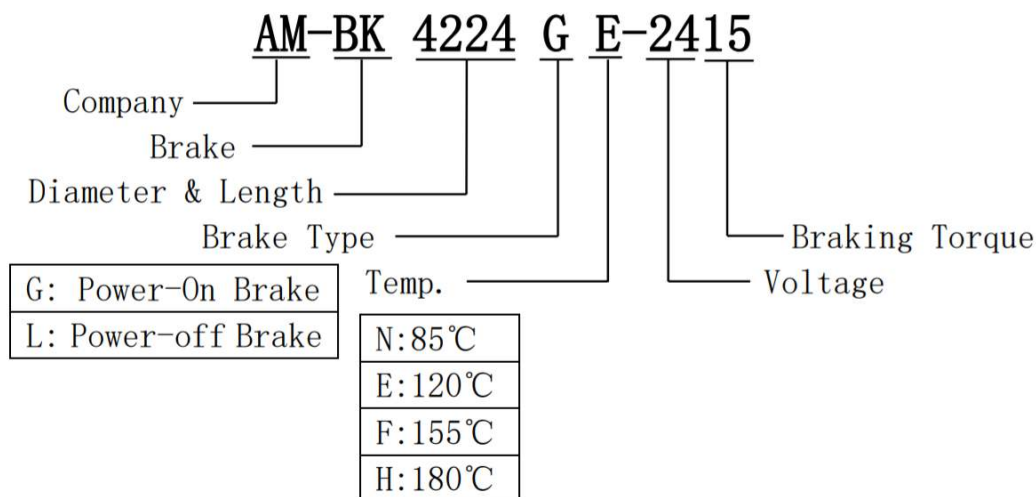 AM-BK 4224 G E-2415
Company
Brake
Diameter & Length
Brake Type
Braking Torque
Temp.
Voltage
G: Power-On Brake
L: Power-off Brake
N:85℃
E:120℃
F:155℃
H:180℃